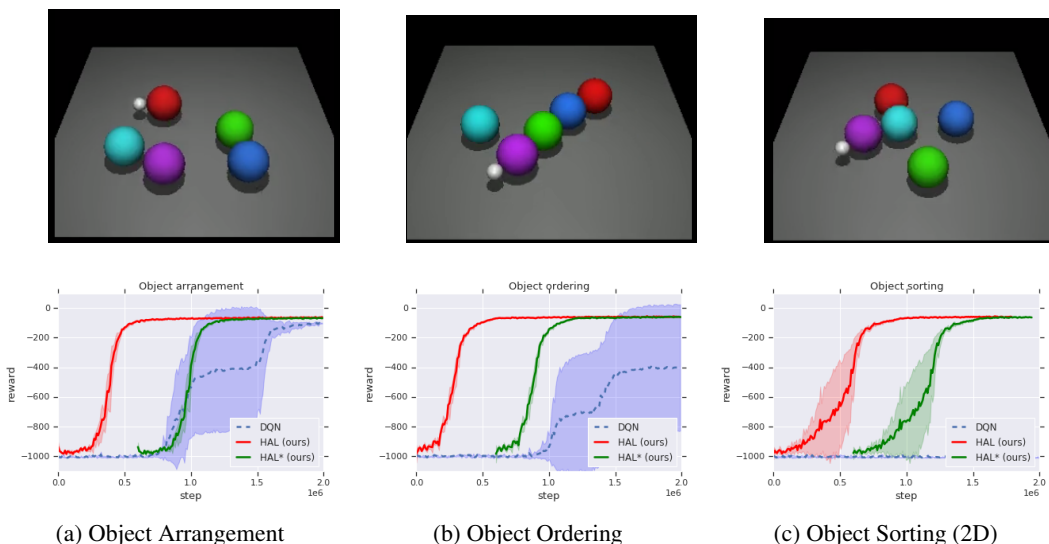 Object arrangement
0
−200
−400
−600
−800
−1000
reward
0.0
0.5
1.0
1.5
2.0
1e6
step
DQN
HAL (ours)
HAL* (ours)
Object ordering
0
−200
−400
−600
−800
−1000
reward
0.0
0.5
1.0
1.5
2.0
1e6
step
DQN
HAL (ours)
HAL* (ours)
Object sorting
0
−200
−400
−600
−800
−1000
reward
0.0
0.5
1.0
1.5
2.0
1e6
step
DQN
HAL (ours)
HAL* (ours)
(a) Object Arrangement
(b) Object Ordering
(c) Object Sorting (2D)